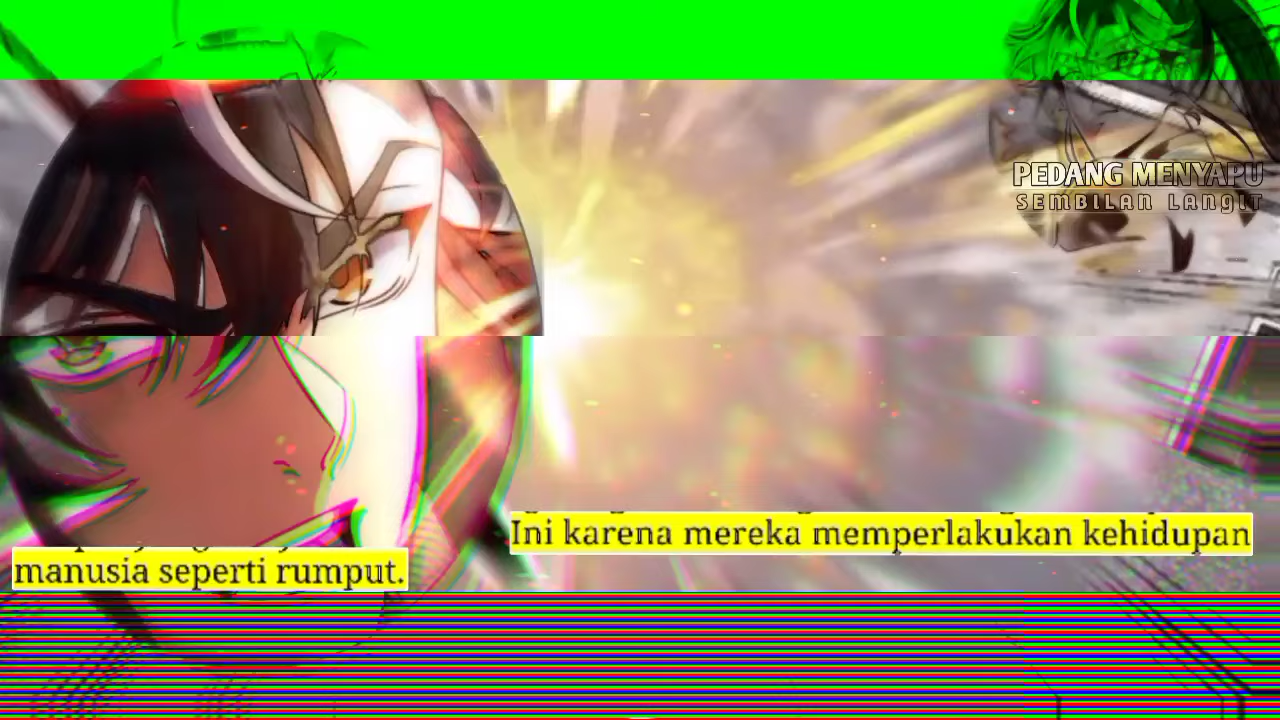 PEDANG MENYAPU
SEMBILAN LANGIT
Ini karena mereka memperlakukan kehidupan
manusia seperti rumput.